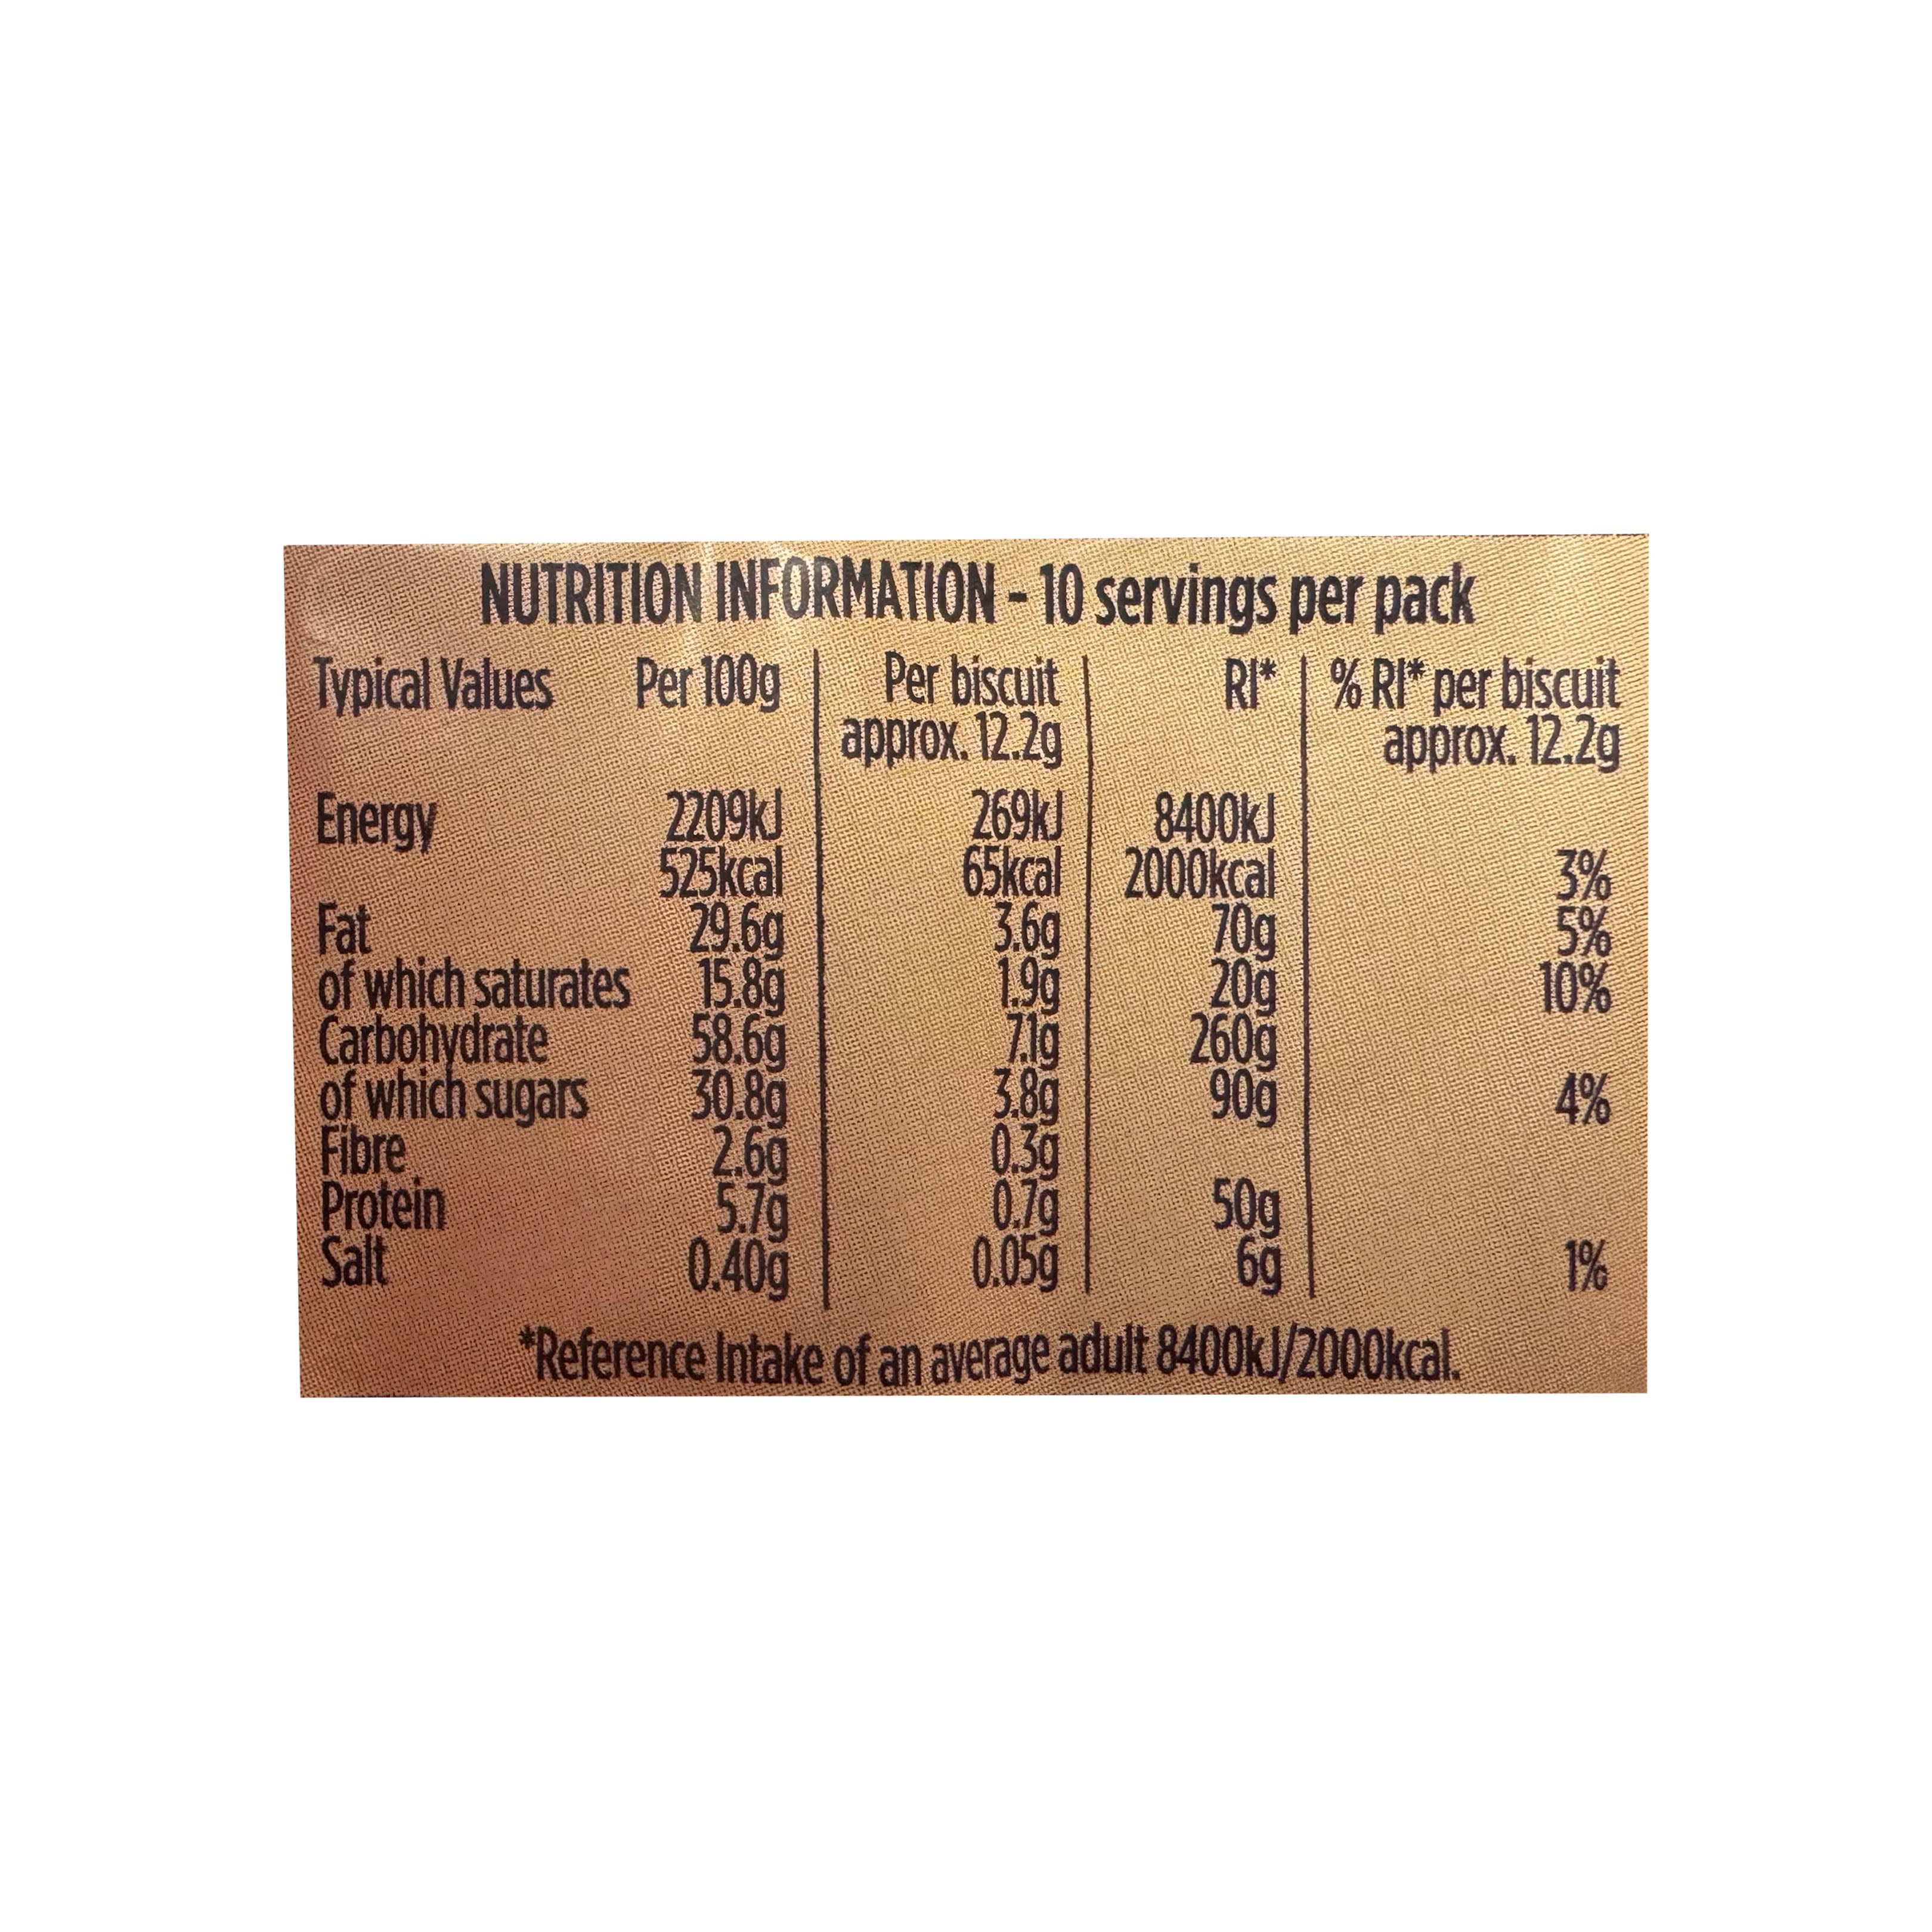 NUTRITION INFORMATION - 10 servings per pack
Typical Values Per 100g Per biscuit RI* % RI* per biscuit
approx. 12.2g approx. 12.2g
Energy 2209kJ 269kJ 8400kJ
525kcal 65kcal 2000kcal 3%
Fat 29.6g 3.6g 70g 5%
of which saturates 15.8g 1.9g 20g 10%
Carbohydrate 58.6g 7.1g 260g
of which sugars 30.8g 3.8g 90g 4%
Fibre 2.6g 0.3g
Protein 5.7g 0.7g 50g
Salt 0.40g 0.05g 6g 1%
*Reference Intake of an average adult 8400kJ/2000kcal.